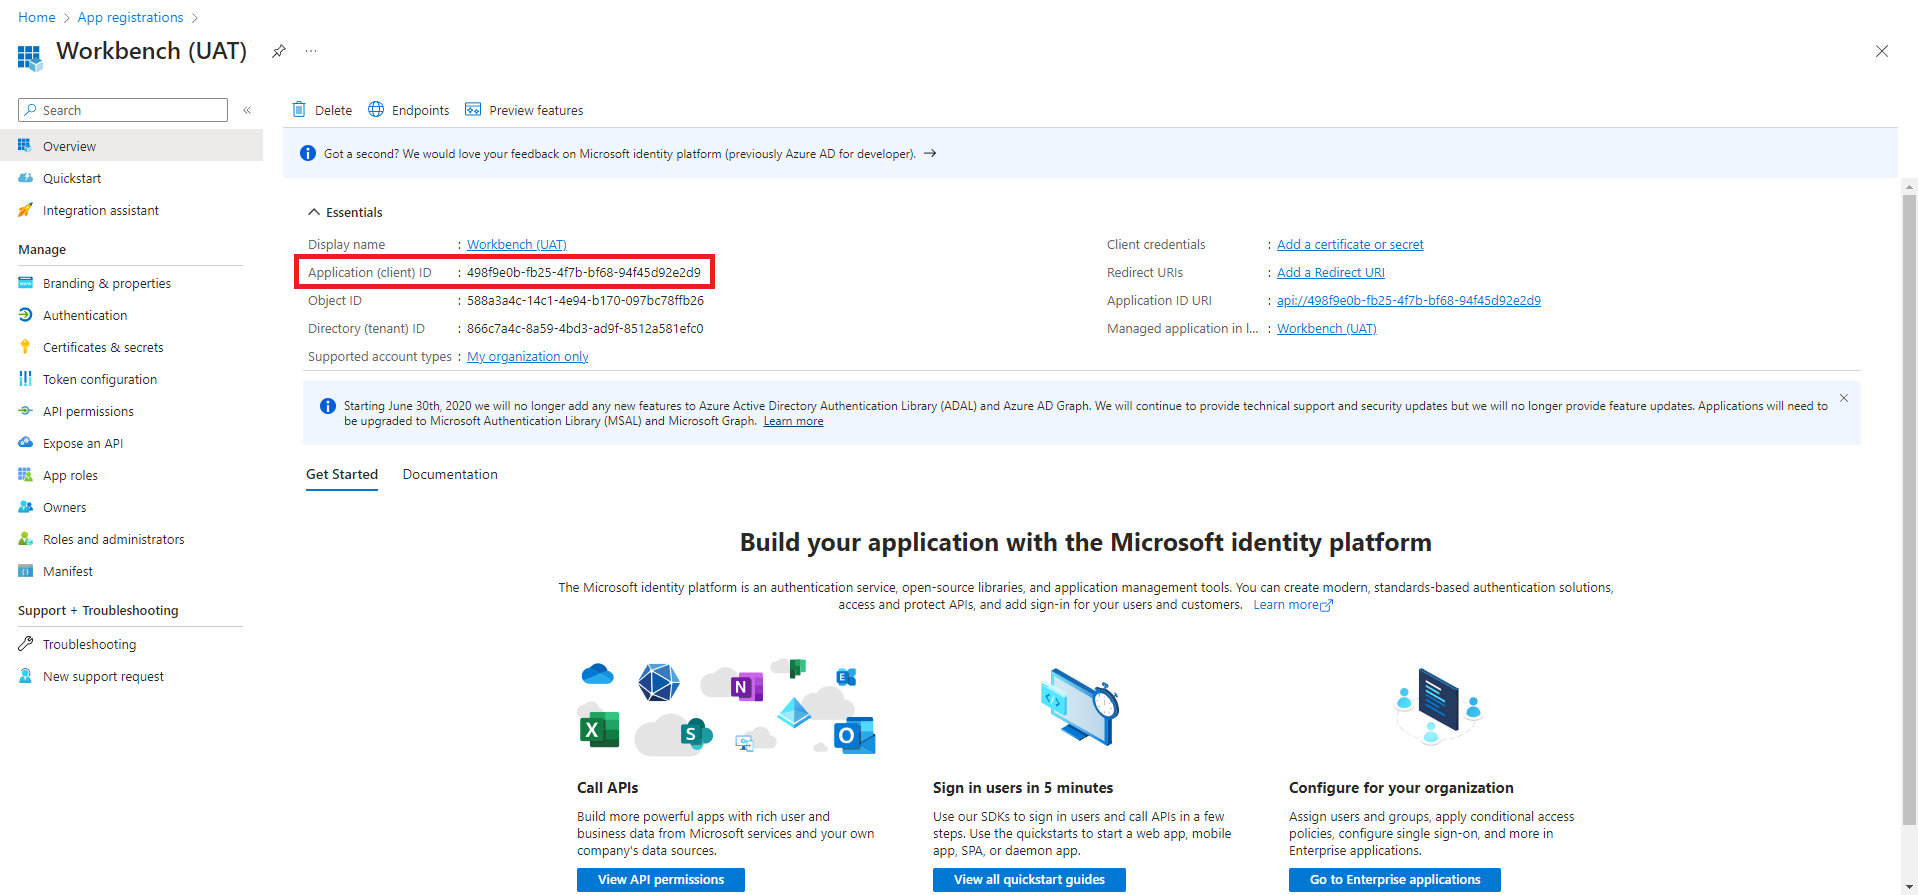 Home > App registrations >
Workbench (UAT) ...
Search «
Overview
Quickstart
Integration assistant
Manage
Branding & properties
Authentication
Certificates & secrets
Token configuration
API permissions
Expose an API
App roles
Owners
Roles and administrators
Manifest
Support + Troubleshooting
Troubleshooting
New support request
Delete Endpoints Preview features
Got a second? We would love your feedback on Microsoft identity platform (previously Azure AD for developer). →
Essentials
Display name : Workbench (UAT)
Application (client) ID : 498f9e0b-fb25-4f7b-bf68-94f45d92e2d9
Object ID : 588a3a4c-14c1-4e94-b170-097bc78ffb26
Directory (tenant) ID : 866c7a4c-8a59-4bd3-ad9f-8512a581efc0
Supported account types : My organization only
Client credentials : Add a certificate or secret
Redirect URIs : Add a Redirect URI
Application ID URI : api://498f9e0b-fb25-4f7b-bf68-94f45d92e2d9
Managed application in l... : Workbench (UAT)
Starting June 30th, 2020 we will no longer add any new features to Azure Active Directory Authentication Library (ADAL) and Azure AD Graph. We will continue to provide technical support and security updates but we will no longer provide feature updates. Applications will need to
be upgraded to Microsoft Authentication Library (MSAL) and Microsoft Graph. Learn more
Get Started Documentation
Build your application with the Microsoft identity platform
The Microsoft identity platform is an authentication service, open-source libraries, and application management tools. You can create modern, standards-based authentication solutions,
access and protect APIs, and add sign-in for your users and customers. Learn more
N
E
X
S
O
Call APIs
Build more powerful apps with rich user and
business data from Microsoft services and your own
company's data sources.
View API permissions
Sign in users in 5 minutes
Use our SDKs to sign in users and call APIs in a few
steps. Use the quickstarts to start a web app, mobile
app, SPA, or daemon app.
View all quickstart guides
Configure for your organization
Assign users and groups, apply conditional access
policies, configure single sign-on, and more in
Enterprise applications.
Go to Enterprise applications